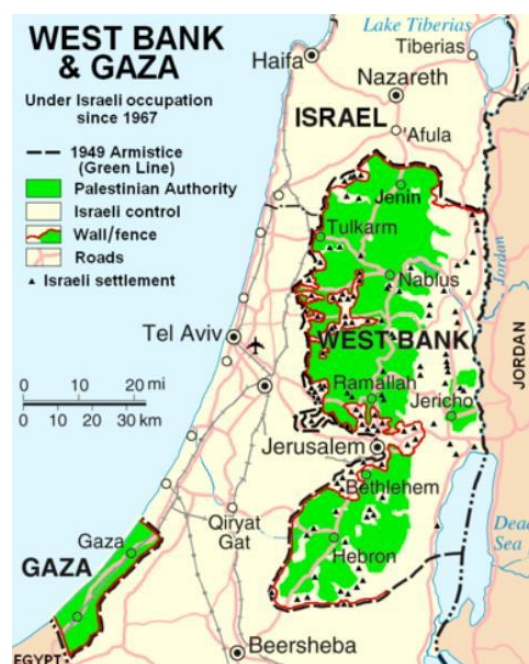 WEST BANK
& GAZA
Under Israeli occupation
since 1967
1949 Armistice
(Green Line)
Palestinian Authority
Israeli control
Wall/fence
Roads
Israeli settlement
Lake Tiberias
Tiberias
Haifa
Nazareth
ISRAEL
'Afula
Jenin
Tulkarm
Nablus
Jordan
Tel Aviv
WEST BANK
0 20 mi
0 20 30 km
Ramallah
Jericho
JORDAN
Jerusalem
Bethlehem
Qiryat
Gat
Gaza
GAZA
Hebron
Dead
Sea
Beersheba
EGYPT